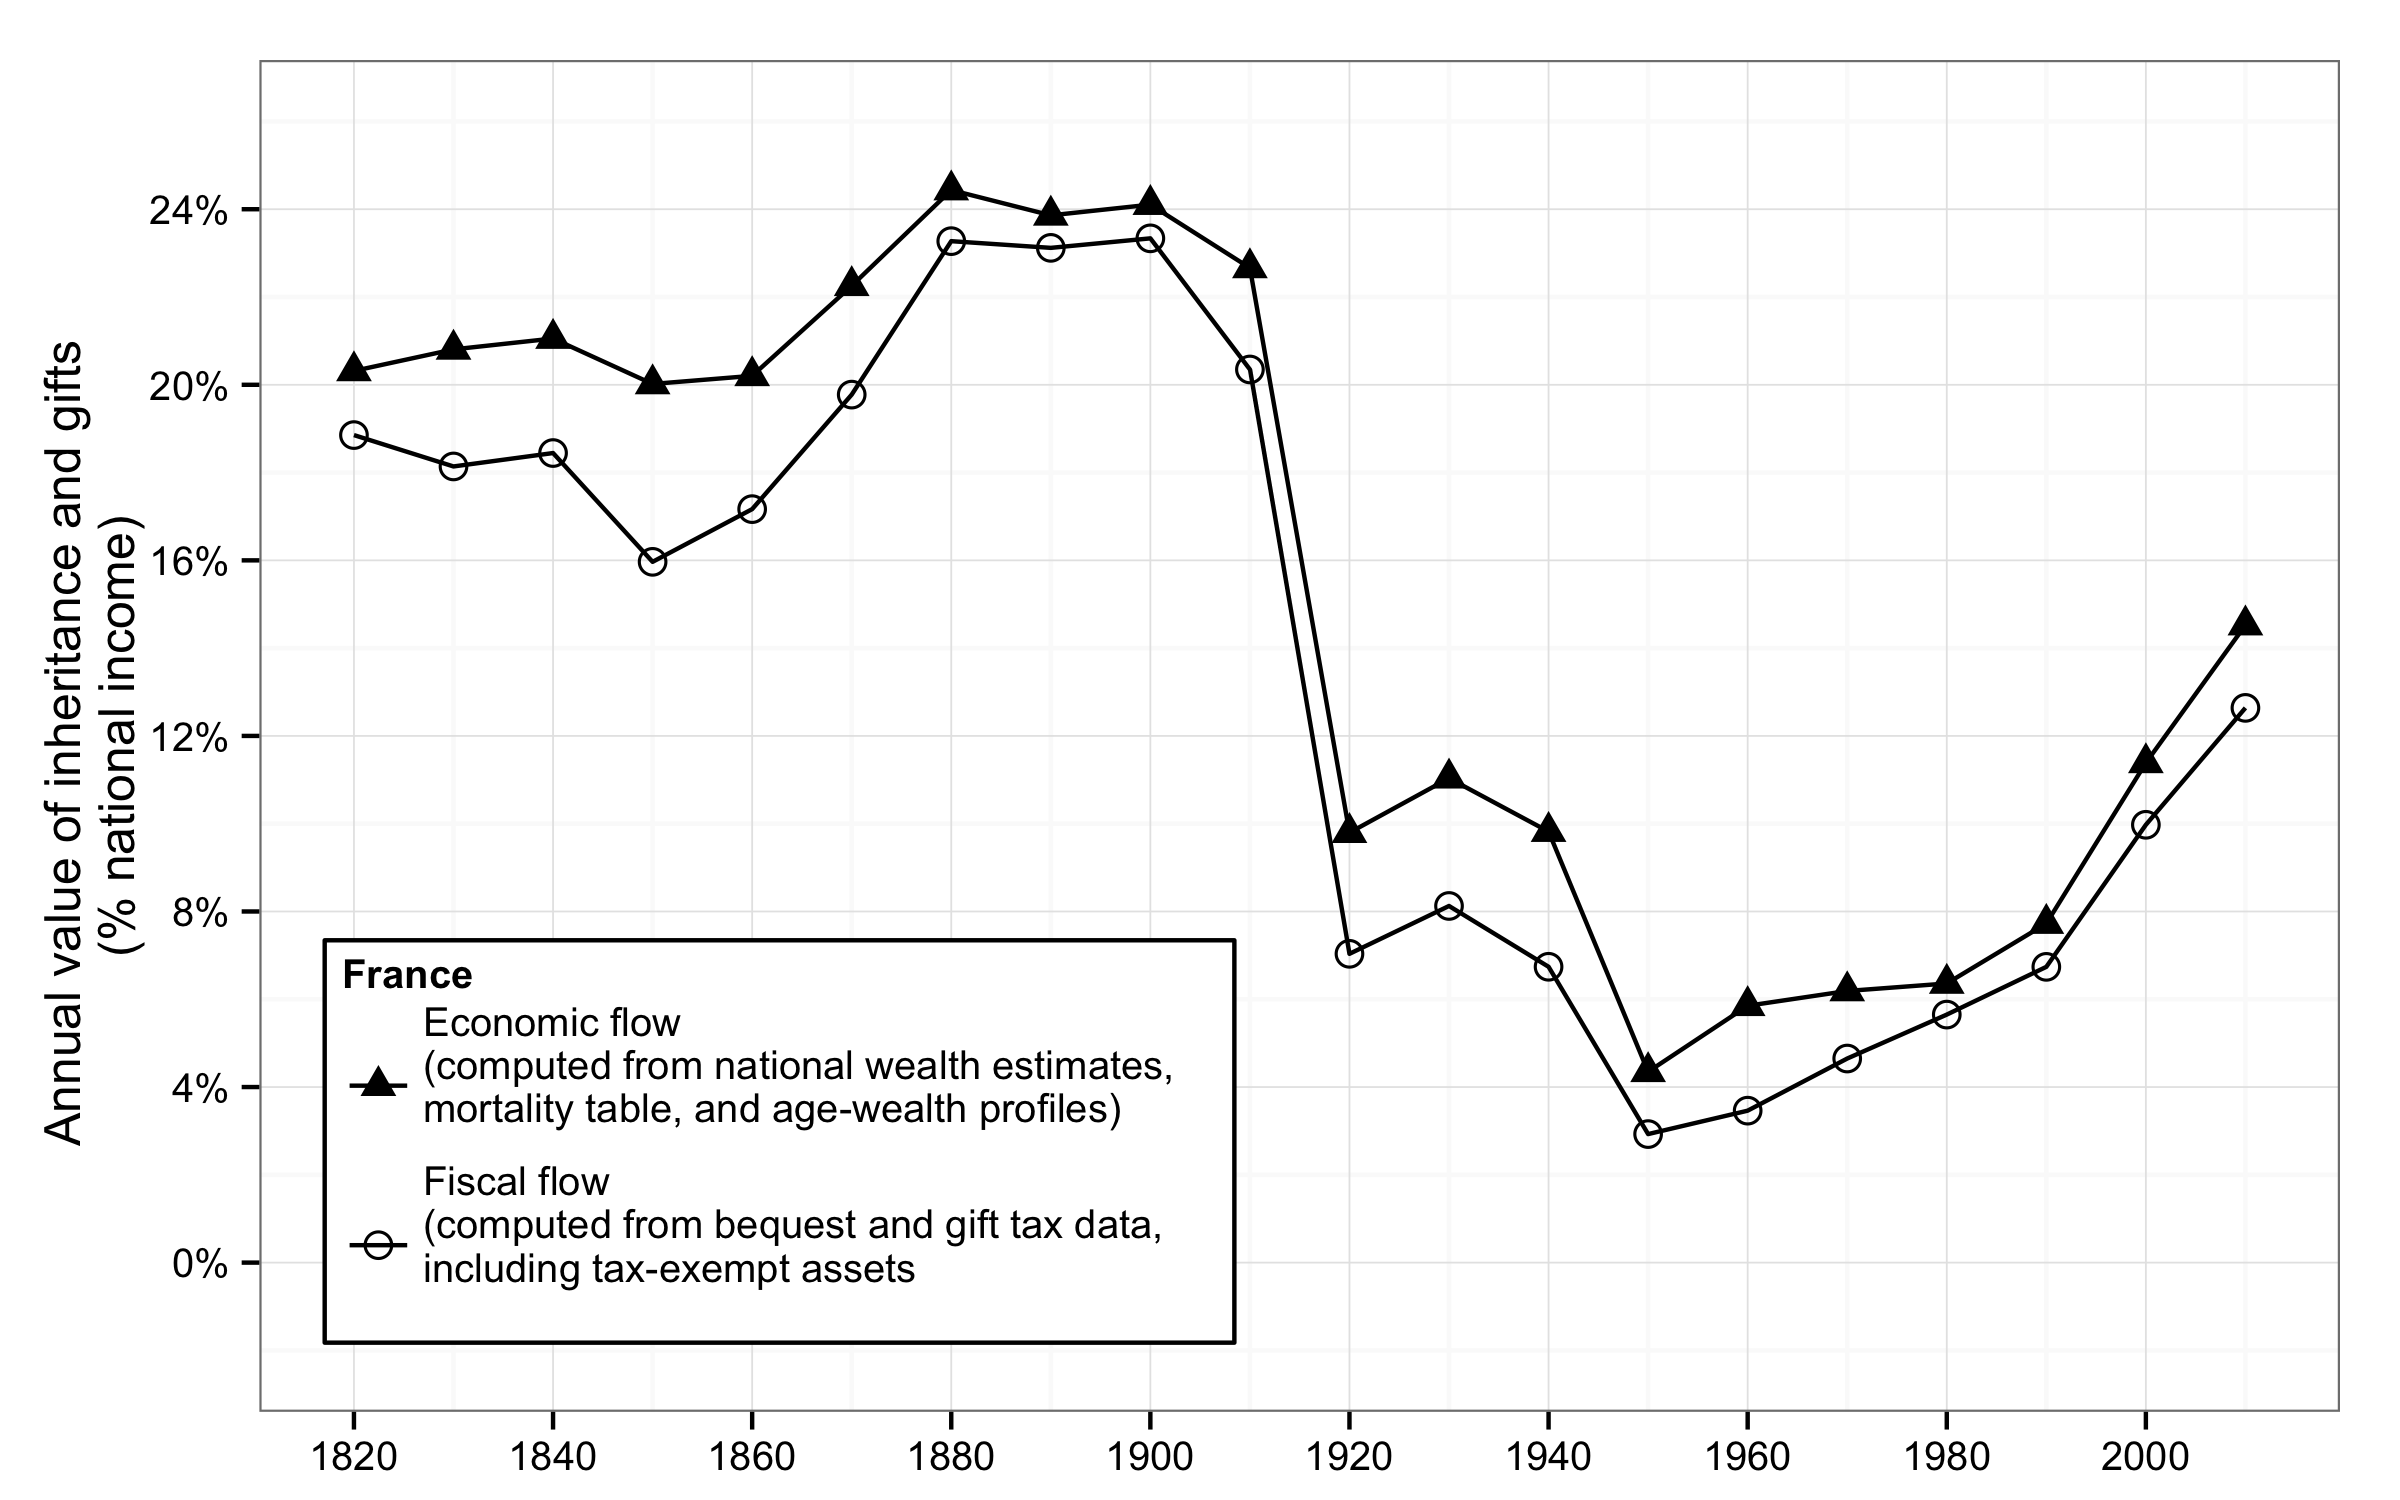 Annual value of inheritance and gifts
(% national income)
24%
20%
16%
12%
8%
4%
0%
France
Economic flow
(computed from national wealth estimates,
mortality table, and age-wealth profiles)
Fiscal flow
(computed from bequest and gift tax data,
including tax-exempt assets
1820 1840 1860 1880 1900 1920 1940 1960 1980 2000